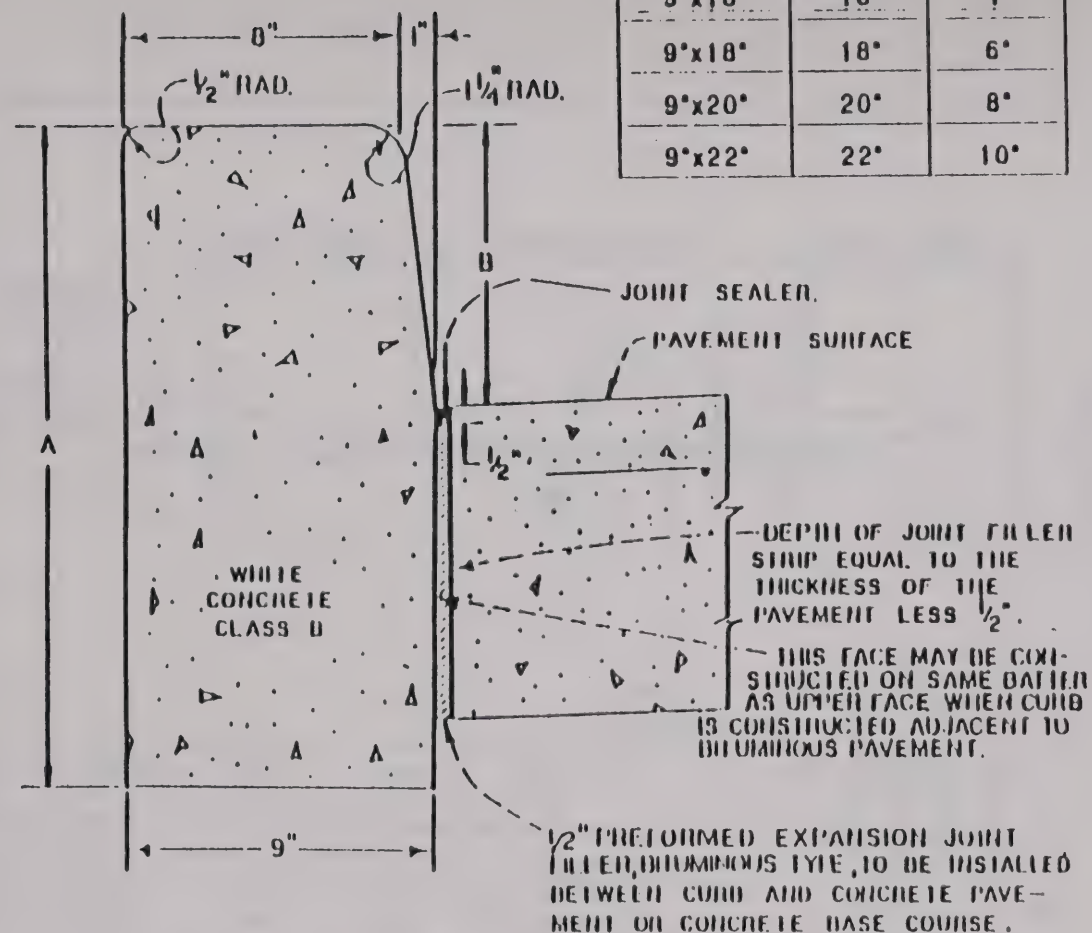 9"x16" 16" 4"
9"x18" 18" 6"
9"x20" 20" 8"
9"x22" 22" 10"
8" 1"
1/2" RAD.
1 1/4" RAD.
A
B
JOINT SEALER.
PAVEMENT SURFACE
1/2".
DEPTH OF JOINT FILLER
STRIP EQUAL TO THE
THICKNESS OF THE
PAVEMENT LESS 1/2".
WHITE
CONCRETE
CLASS B
THIS FACE MAY BE CON-
STRUCTED ON SAME BATTER
AS UPPER FACE WHEN CURB
IS CONSTRUCTED ADJACENT TO
BITUMINOUS PAVEMENT.
9"
1/2" PREFORMED EXPANSION JOINT
FILLER, BITUMINOUS TYPE, TO BE INSTALLED
BETWEEN CURB AND CONCRETE PAVE-
MENT OR CONCRETE BASE COURSE.